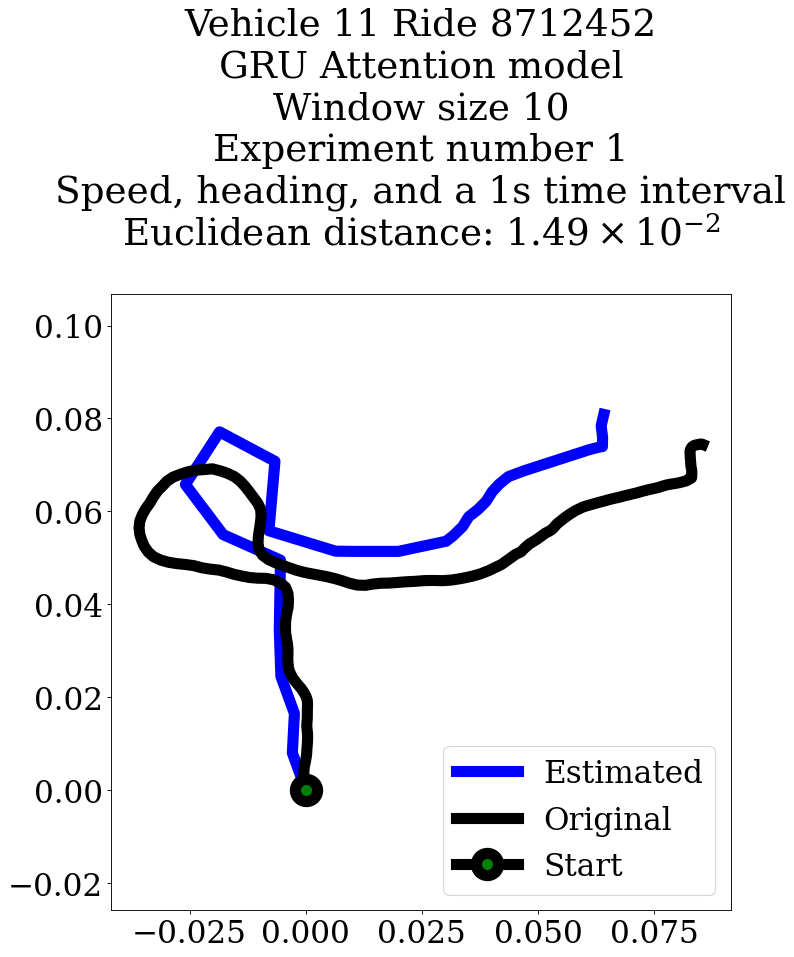 Vehicle 11 Ride 8712452
GRU Attention model
Window size 10
Experiment number 1
Speed, heading, and a 1s time interval
Euclidean distance: 1.49 × 10⁻²
0.10
0.08
0.06
0.04
0.02
0.00
−0.02
−0.025 0.000 0.025 0.050 0.075
Estimated
Original
Start